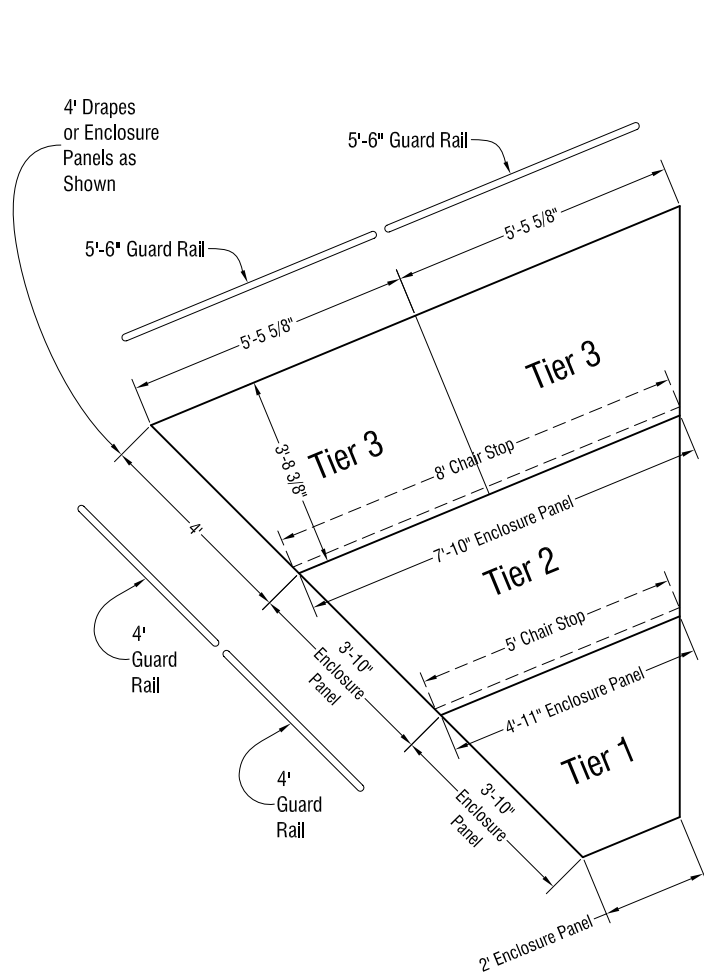 4' Drapes
or Enclosure
Panels as
Shown
5'-6" Guard Rail
5'-5 5/8"
5'-6" Guard Rail
5'-5 5/8"
Tier 3
Tier 3
3'-8 3/8"
8' Chair Stop
4'
7'-10" Enclosure Panel
Tier 2
4'
Guard
Rail
3'-10"
Enclosure
Panel
5' Chair Stop
4'-11" Enclosure Panel
Tier 1
4'
Guard
Rail
3'-10"
Enclosure
Panel
2' Enclosure Panel